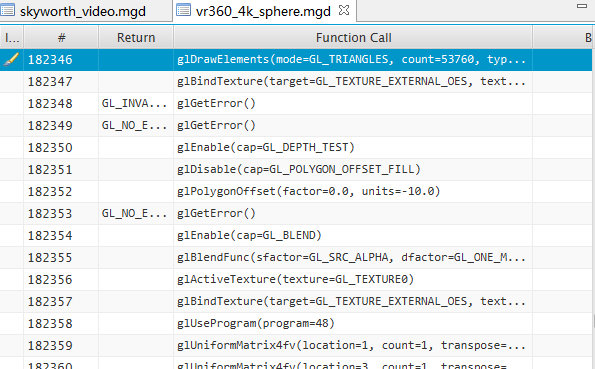 skyworth_video.mgd vr360_4k_sphere.mgd
I... # Return Function Call B
182346 glDrawElements(mode=GL_TRIANGLES, count=53760, typ...
182347 glBindTexture(target=GL_TEXTURE_EXTERNAL_OES, text...
182348 GL_INVA... glGetError()
182349 GL_NO_E... glGetError()
182350 glEnable(cap=GL_DEPTH_TEST)
182351 glDisable(cap=GL_POLYGON_OFFSET_FILL)
182352 glPolygonOffset(factor=0.0, units=-10.0)
182353 GL_NO_E... glGetError()
182354 glEnable(cap=GL_BLEND)
182355 glBlendFunc(sfactor=GL_SRC_ALPHA, dfactor=GL_ONE_M...
182356 glActiveTexture(texture=GL_TEXTURE0)
182357 glBindTexture(target=GL_TEXTURE_EXTERNAL_OES, text...
182358 glUseProgram(program=48)
182359 glUniformMatrix4fv(location=1, count=1, transpose=...
182360 glUniformMatrix4fv(location=3, count=1, transpose=...